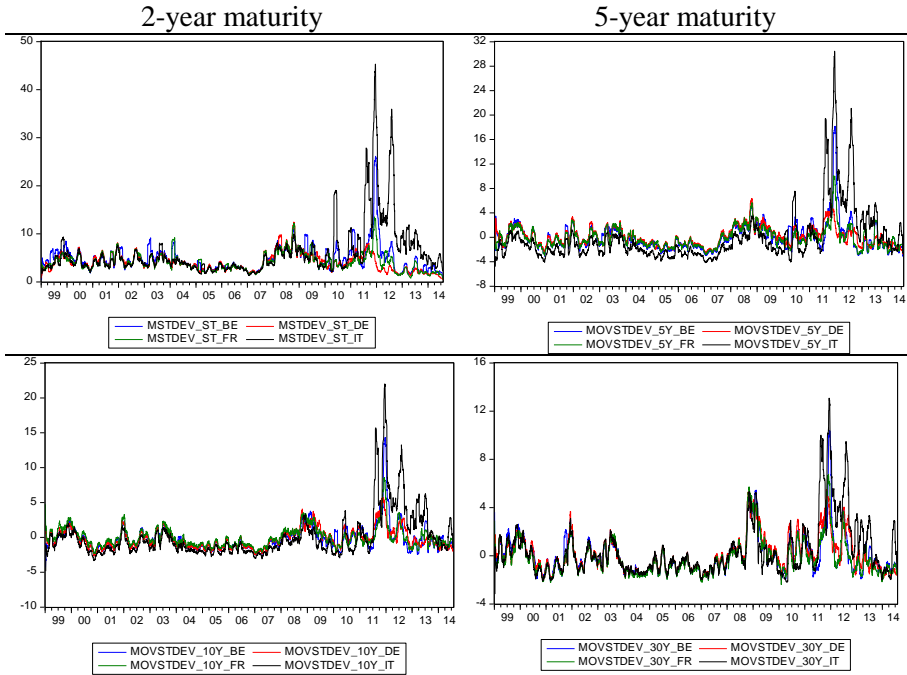 2-year maturity 5-year maturity
50
40
30
20
10
0
99 00 01 02 03 04 05 06 07 08 09 10 11 12 13 14
MSTDEV_ST_BE MSTDEV_ST_DE
MSTDEV_ST_FR MSTDEV_ST_IT
32
28
24
20
16
12
8
4
0
-4
-8
99 00 01 02 03 04 05 06 07 08 09 10 11 12 13 14
MOVSTDEV_5Y_BE MOVSTDEV_5Y_DE
MOVSTDEV_5Y_FR MOVSTDEV_5Y_IT
25
20
15
10
5
0
-5
-10
99 00 01 02 03 04 05 06 07 08 09 10 11 12 13 14
MOVSTDEV_10Y_BE MOVSTDEV_10Y_DE
MOVSTDEV_10Y_FR MOVSTDEV_10Y_IT
16
12
8
4
0
-4
99 00 01 02 03 04 05 06 07 08 09 10 11 12 13 14
MOVSTDEV_30Y_BE MOVSTDEV_30Y_DE
MOVSTDEV_30Y_FR MOVSTDEV_30Y_IT